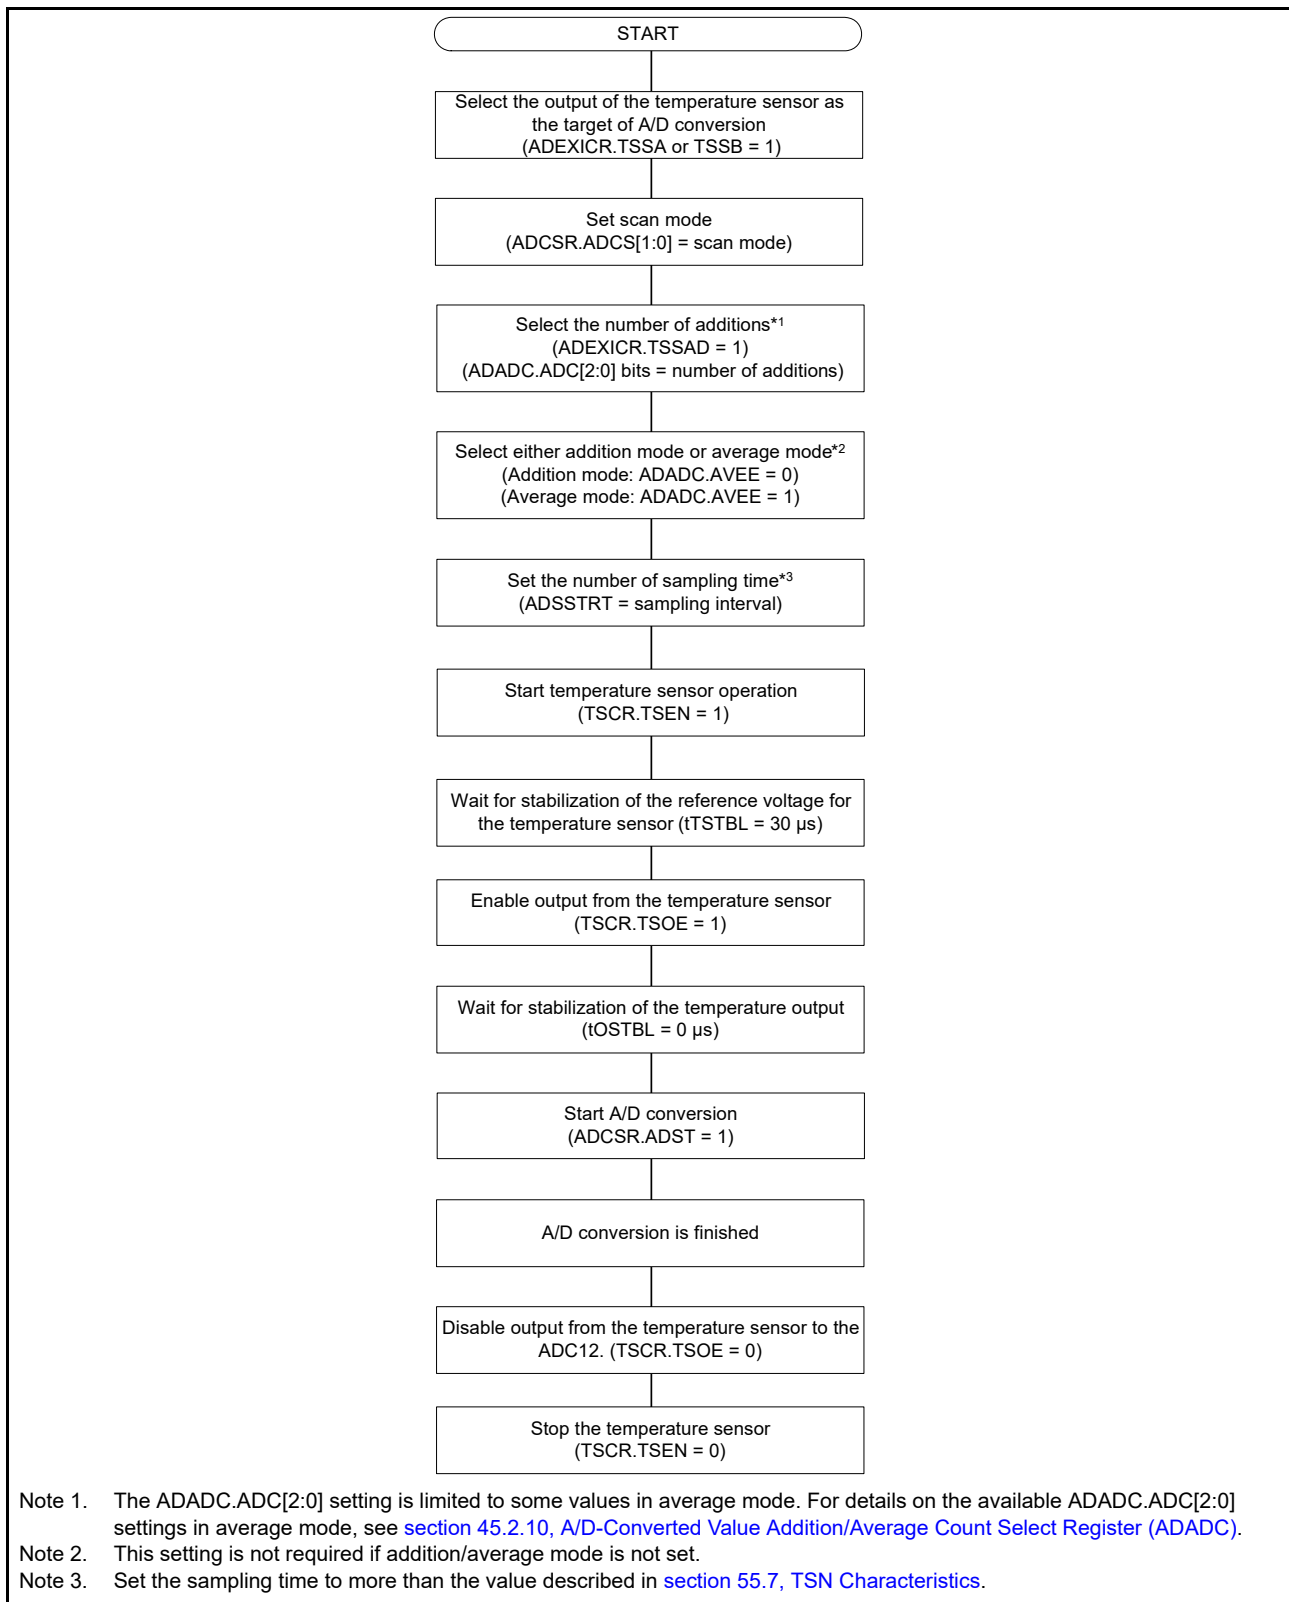 START
Select the output of the temperature sensor as
the target of A/D conversion
(ADEXICR.TSSA or TSSB = 1)
Set scan mode
(ADCSR.ADCS[1:0] = scan mode)
Select the number of additions*1
(ADEXICR.TSSAD = 1)
(ADADC.ADC[2:0] bits = number of additions)
Select either addition mode or average mode*2
(Addition mode: ADADC.AVEE = 0)
(Average mode: ADADC.AVEE = 1)
Set the number of sampling time*3
(ADSSTRT = sampling interval)
Start temperature sensor operation
(TSCR.TSEN = 1)
Wait for stabilization of the reference voltage for
the temperature sensor (tTSTBL = 30 µs)
Enable output from the temperature sensor
(TSCR.TSOE = 1)
Wait for stabilization of the temperature output
(tOSTBL = 0 µs)
Start A/D conversion
(ADCSR.ADST = 1)
A/D conversion is finished
Disable output from the temperature sensor to the
ADC12. (TSCR.TSOE = 0)
Stop the temperature sensor
(TSCR.TSEN = 0)
Note 1. The ADADC.ADC[2:0] setting is limited to some values in average mode. For details on the available ADADC.ADC[2:0]
settings in average mode, see section 45.2.10, A/D-Converted Value Addition/Average Count Select Register (ADADC).
Note 2. This setting is not required if addition/average mode is not set.
Note 3. Set the sampling time to more than the value described in section 55.7, TSN Characteristics.